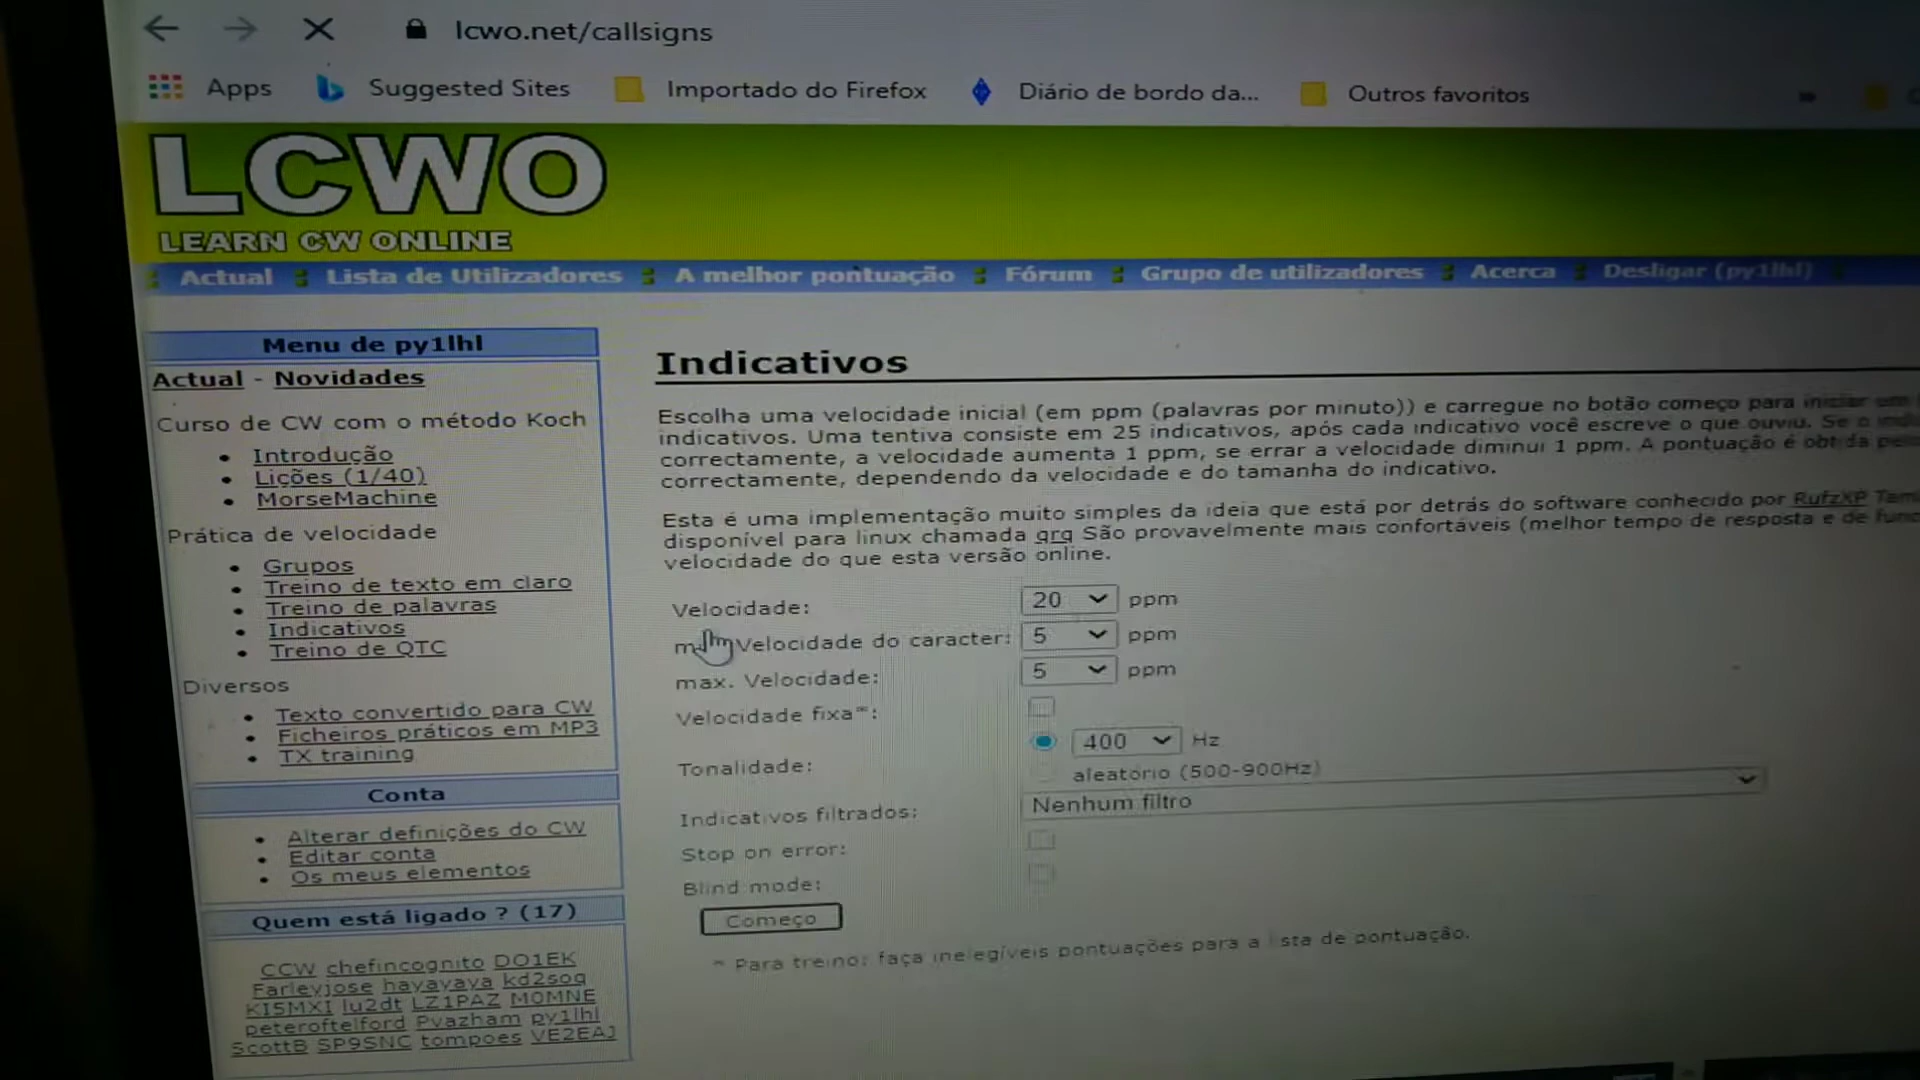 lcwo.net/callsigns
Apps Suggested Sites Importado do Firefox Diário de bordo da... Outros favoritos »
LCWO
LEARN CW ONLINE
Actual Lista de Utilizadores A melhor pontuação Fórum Grupo de utilizadores Acerca Desligar (py1lhl)
Menu de py1lhl
Actual - Novidades
Curso de CW com o método Koch
Introdução
Lições (1/40)
MorseMachine
Prática de velocidade
Grupos
Treino de texto em claro
Treino de palavras
Indicativos
Treino de QTC
Diversos
Texto convertido para CW
Ficheiros práticos em MP3
TX training
Conta
Alterar definições do CW
Editar conta
Os meus elementos
Quem está ligado ? (17)
CCW chefincognito DO1EK
Farleyjose hayayaya kd2soq
KI5MXI lu2dt LZ1PAZ M0MNE
peteroftelford Pvazham py1lhl
ScottB SP9SNC tompoes VE2EAJ
Indicativos
Escolha uma velocidade inicial (em ppm (palavras por minuto)) e carregue no botão começo para iniciar um
indicativos. Uma tentiva consiste em 25 indicativos, após cada indicativo você escreve o que ouviu. Se o
correctamente, a velocidade aumenta 1 ppm, se errar a velocidade diminui 1 ppm. A pontuação é obtida
correctamente, dependendo da velocidade e do tamanho do indicativo.
Esta é uma implementação muito simples da ideia que está por detrás do software conhecido por RufzXP
disponível para linux chamada qrq São provavelmente mais confortáveis (melhor tempo de resposta e de
velocidade do que esta versão online.
Velocidade: 20 ppm
Velocidade do caracter: 5 ppm
max. Velocidade: 5 ppm
Velocidade fixa*:
Tonalidade: 400 Hz
aleatório (500-900Hz)
Indicativos filtrados: Nenhum filtro
Stop on error:
Blind mode:
Começo
* Para treino: faça inelegíveis pontuações para a lista de pontuação.